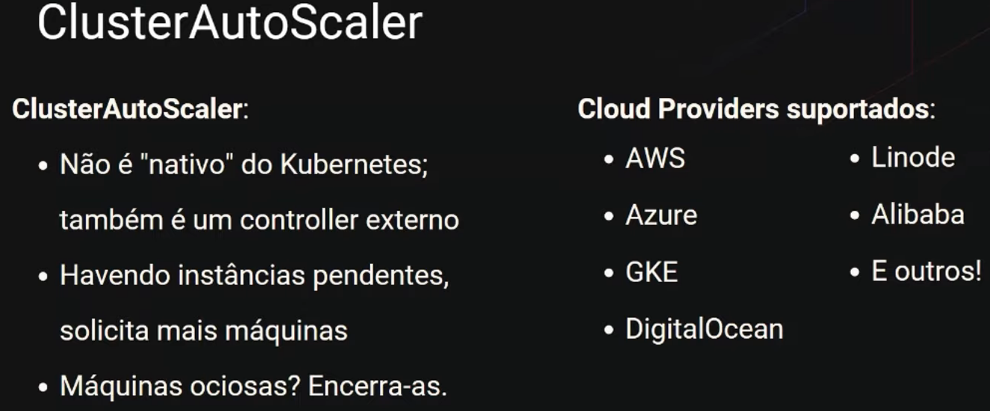 ClusterAutoScaler
ClusterAutoScaler:
• Não é "nativo" do Kubernetes;
também é um controller externo
• Havendo instâncias pendentes,
solicita mais máquinas
• Máquinas ociosas? Encerra-as.
Cloud Providers suportados:
• AWS
• Azure
• GKE
• DigitalOcean
• Linode
• Alibaba
• E outros!